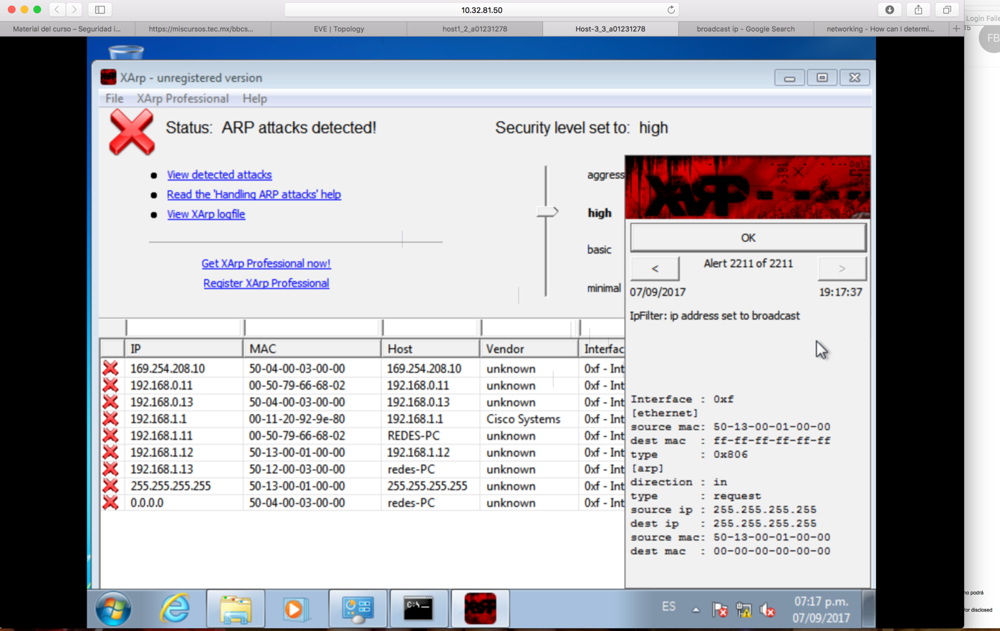 10.32.81.50
Login Faile
Material del curso – Seguridad i...
https://miscursos.tec.mx/bbcs...
EVE | Topology
host1_2_a01231278
Host-3_3_a01231278
broadcast ip - Google Search
networking - How can I determi...
+
15
FB
XArp - unregistered version
File XArp Professional Help
Status: ARP attacks detected!
Security level set to: high
View detected attacks
Read the 'Handling ARP attacks' help
View XArp logfile
Get XArp Professional now!
Register XArp Professional
aggress
high
basic
minimal
XARP
OK
< Alert 2211 of 2211 >
07/09/2017 19:17:37
IpFilter: ip address set to broadcast
Interface : 0xf
[ethernet]
source mac: 50-13-00-01-00-00
dest mac : ff-ff-ff-ff-ff-ff
type : 0x806
[arp]
direction : in
type : request
source ip : 255.255.255.255
dest ip : 255.255.255.255
source mac: 50-13-00-01-00-00
dest mac : 00-00-00-00-00-00
IP MAC Host Vendor Interfac
169.254.208.10 50-04-00-03-00-00 169.254.208.10 unknown 0xf - Int
192.168.0.11 00-50-79-66-68-02 192.168.0.11 unknown 0xf - Int
192.168.0.13 50-04-00-03-00-00 192.168.0.13 unknown 0xf - Int
192.168.1.1 00-11-20-92-9e-80 192.168.1.1 Cisco Systems 0xf - Int
192.168.1.11 00-50-79-66-68-02 REDES-PC unknown 0xf - Int
192.168.1.12 50-13-00-01-00-00 192.168.1.12 unknown 0xf - Int
192.168.1.13 50-12-00-03-00-00 redes-PC unknown 0xf - Int
255.255.255.255 50-13-00-01-00-00 255.255.255.255 unknown 0xf - Int
0.0.0.0 50-04-00-03-00-00 redes-PC unknown 0xf - Int
C:\
XARP
ES
07:17 p.m.
07/09/2017
no podrá
/or disclosed